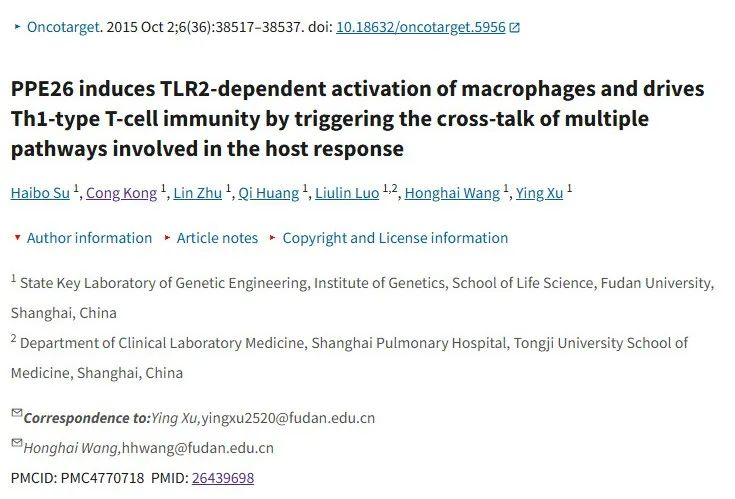 ▸ Oncotarget. 2015 Oct 2;6(36):38517–38537. doi: 10.18632/oncotarget.5956
PPE26 induces TLR2-dependent activation of macrophages and drives
Th1-type T-cell immunity by triggering the cross-talk of multiple
pathways involved in the host response
Haibo Su 1, Cong Kong 1, Lin Zhu 1, Qi Huang 1, Liulin Luo 1,2, Honghai Wang 1, Ying Xu 1
▾ Author information ▸ Article notes ▸ Copyright and License information
1 State Key Laboratory of Genetic Engineering, Institute of Genetics, School of Life Science, Fudan University,
Shanghai, China
2 Department of Clinical Laboratory Medicine, Shanghai Pulmonary Hospital, Tongji University School of
Medicine, Shanghai, China
Correspondence to:Ying Xu,yingxu2520@fudan.edu.cn
Honghai Wang,hhwang@fudan.edu.cn
PMCID: PMC4770718 PMID: 26439698